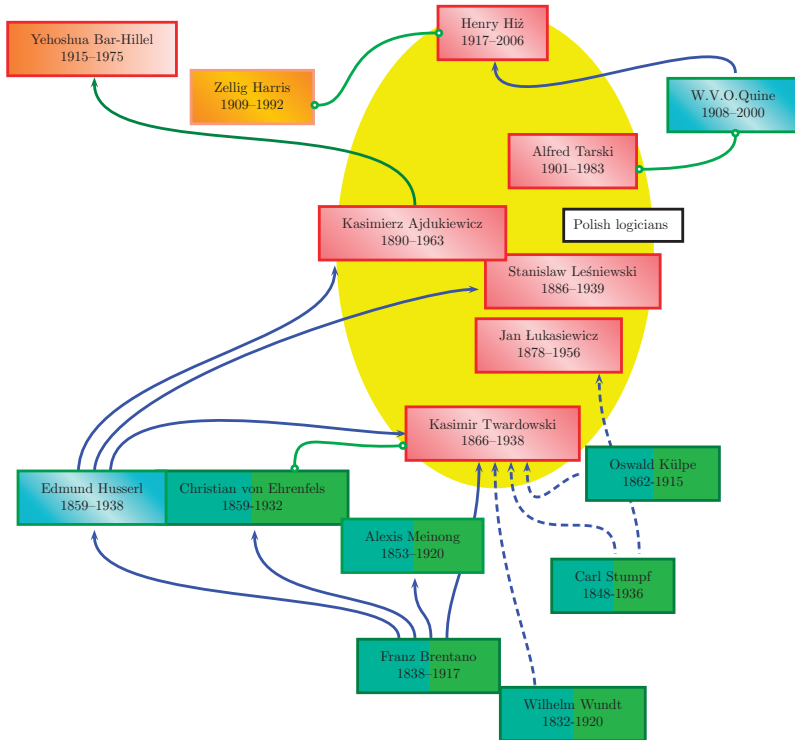 Henry Hiż
1917–2006
Yehoshua Bar-Hillel
1915–1975
Zellig Harris
1909–1992
W.V.O.Quine
1908–2000
Alfred Tarski
1901–1983
Kasimierz Ajdukiewicz
1890–1963
Polish logicians
Stanislaw Leśniewski
1886–1939
Jan Łukasiewicz
1878–1956
Kasimir Twardowski
1866–1938
Oswald Külpe
1862-1915
Edmund Husserl
1859–1938
Christian von Ehrenfels
1859-1932
Alexis Meinong
1853–1920
Carl Stumpf
1848-1936
Franz Brentano
1838–1917
Wilhelm Wundt
1832-1920